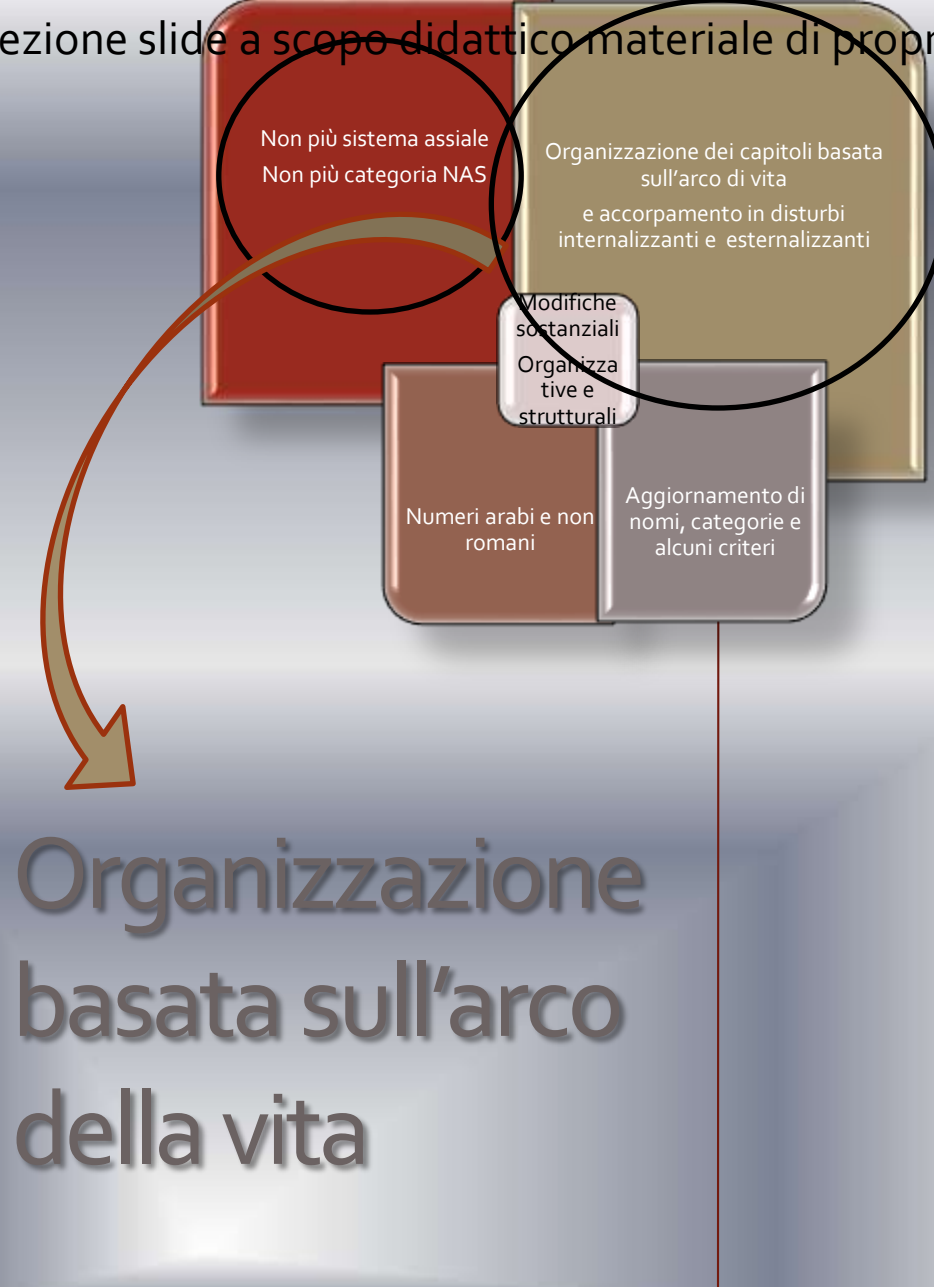 ezione slide a scopo didattico materiale di propr
Non più sistema assiale
Non più categoria NAS
Organizzazione dei capitoli basata
sull'arco di vita
e accorpamento in disturbi
internalizzanti e esternalizzanti
Modifiche
sostanziali
Organizza
tive e
strutturali
Numeri arabi e non
romani
Aggiornamento di
nomi, categorie e
alcuni criteri
Organizzazione
basata sull'arco
della vita